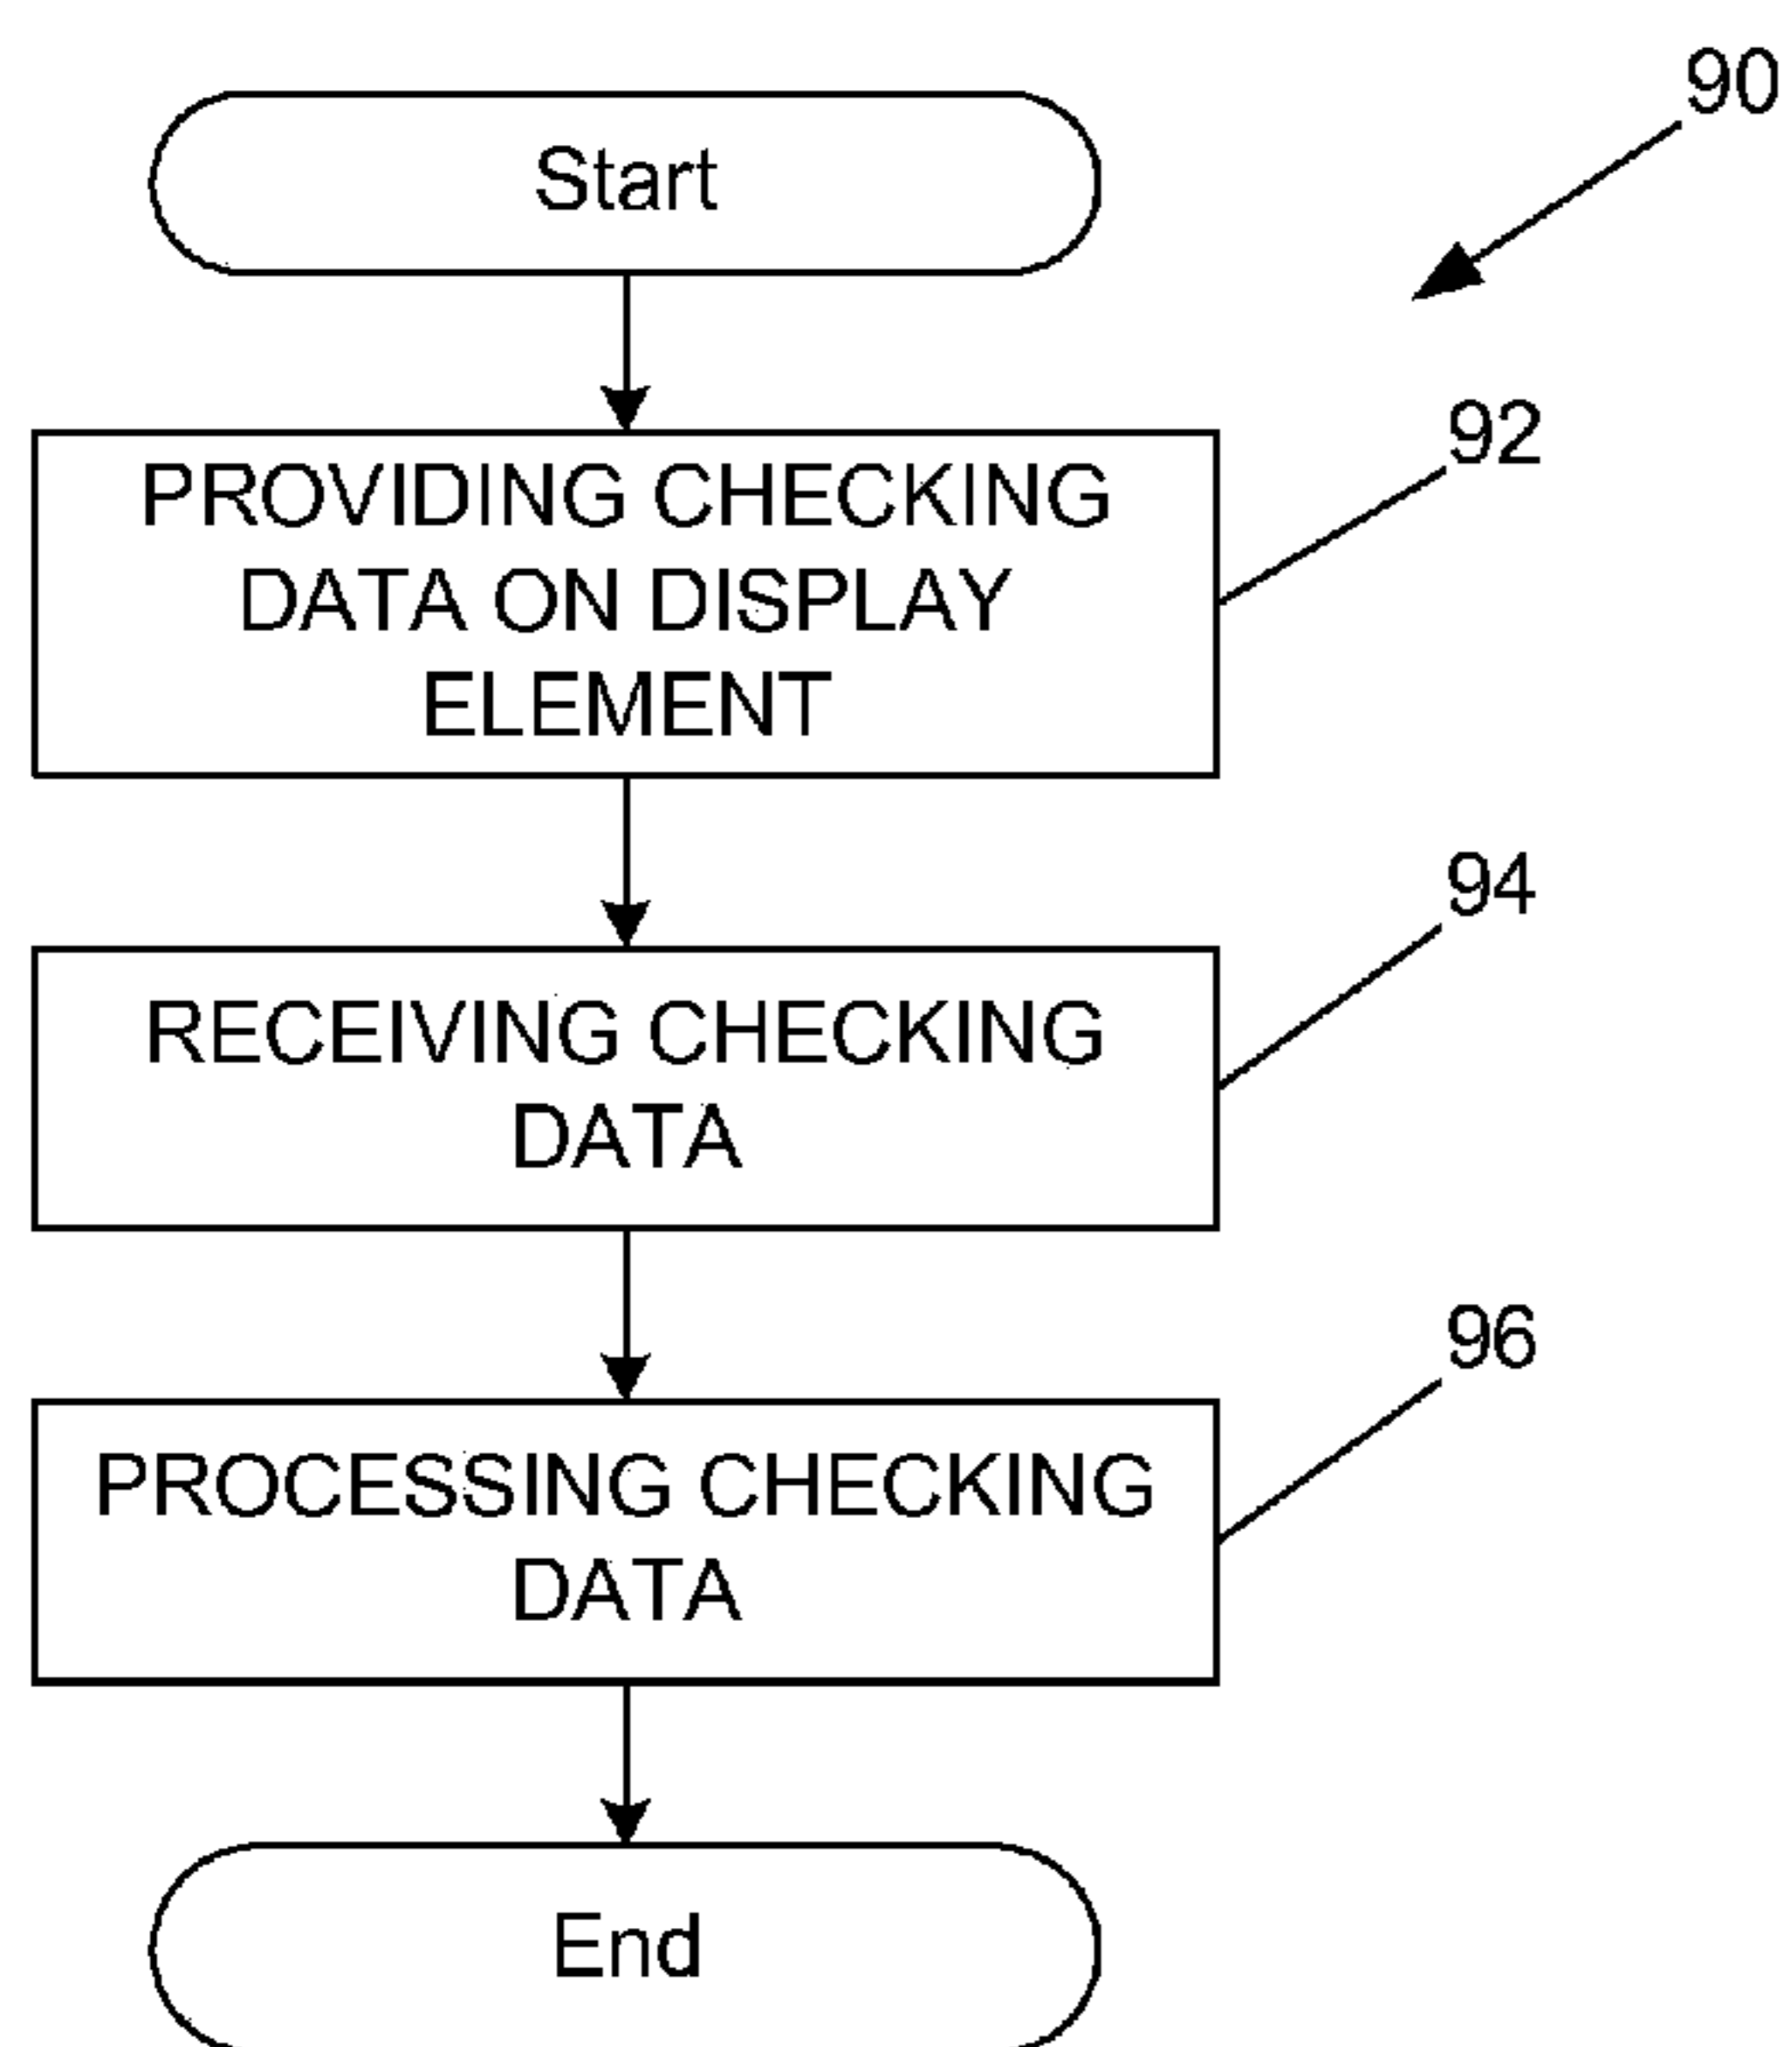 90
Start
92
PROVIDING CHECKING
DATA ON DISPLAY
ELEMENT
94
RECEIVING CHECKING
DATA
96
PROCESSING CHECKING
DATA
End